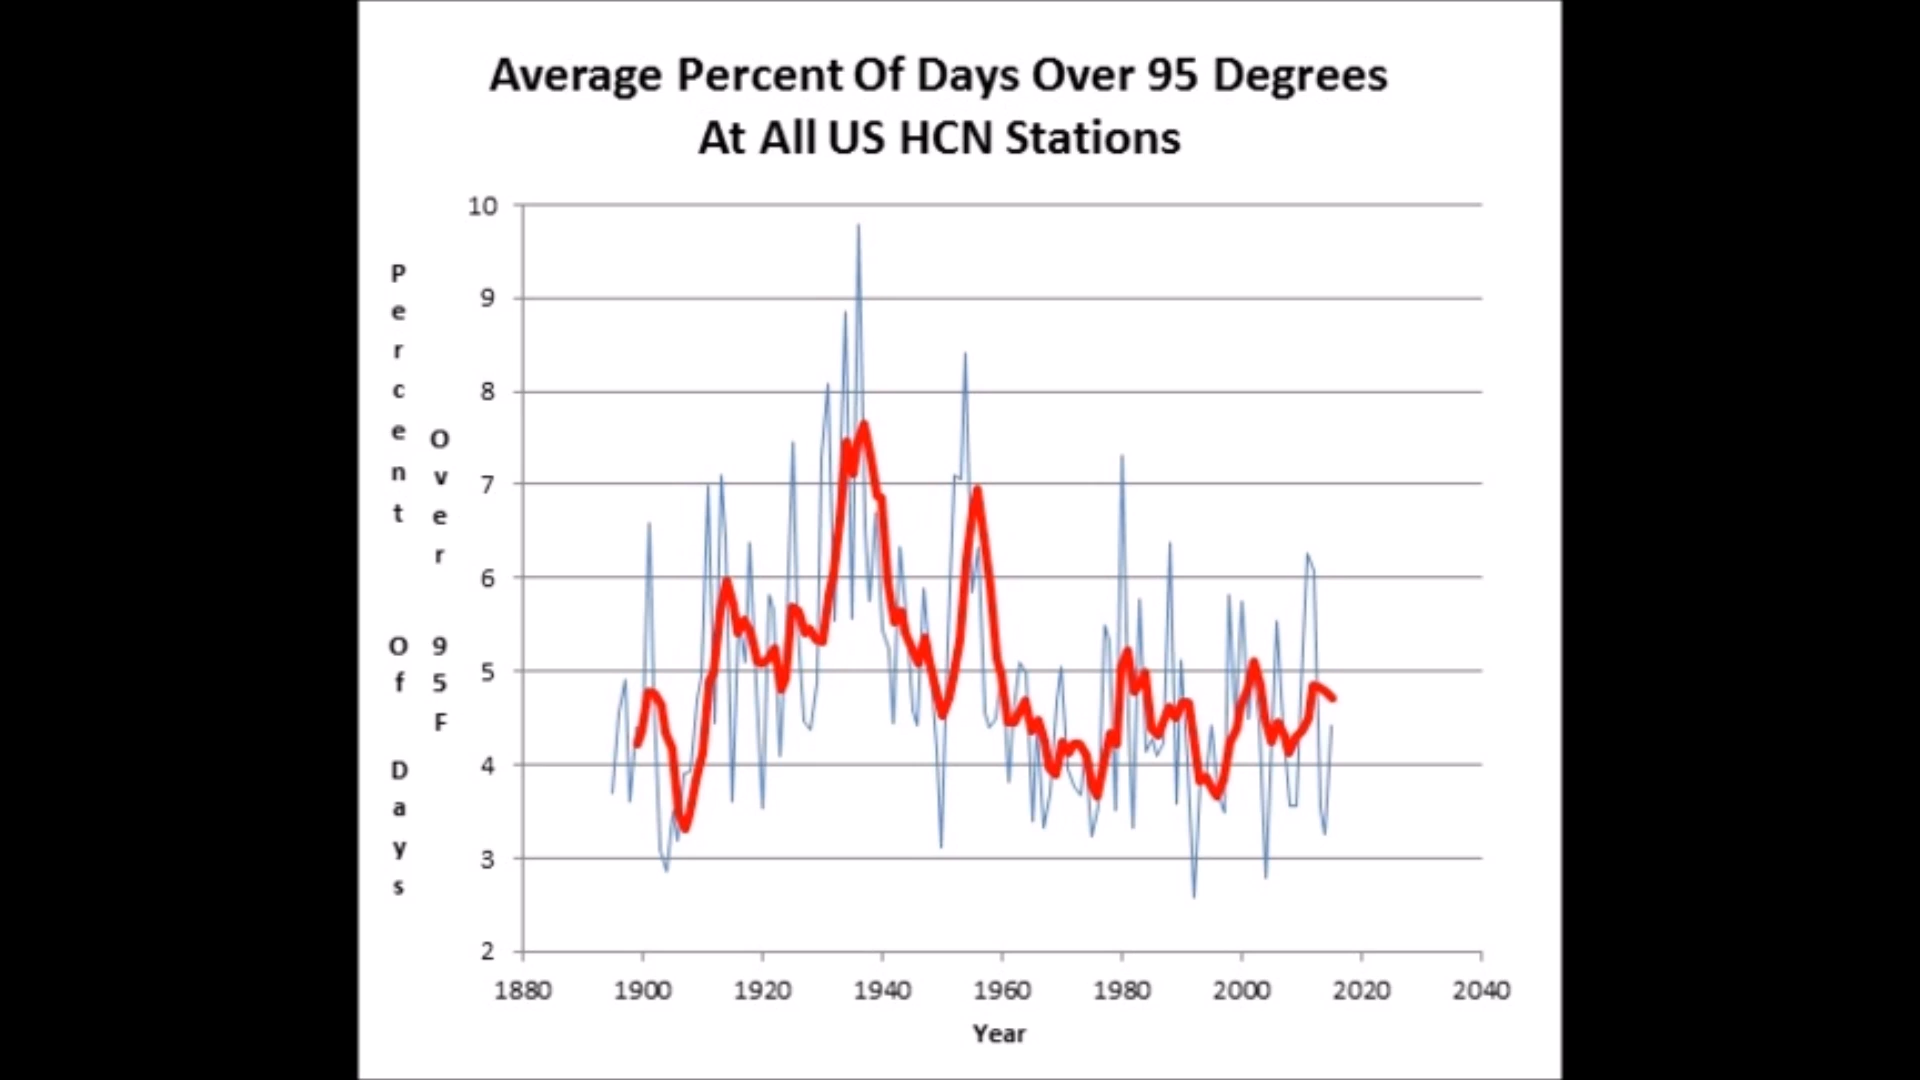 Average Percent Of Days Over 95 Degrees
At All US HCN Stations
Percent Of Days
Over 95F
10
9
8
7
6
5
4
3
2
1880 1900 1920 1940 1960 1980 2000 2020 2040
Year